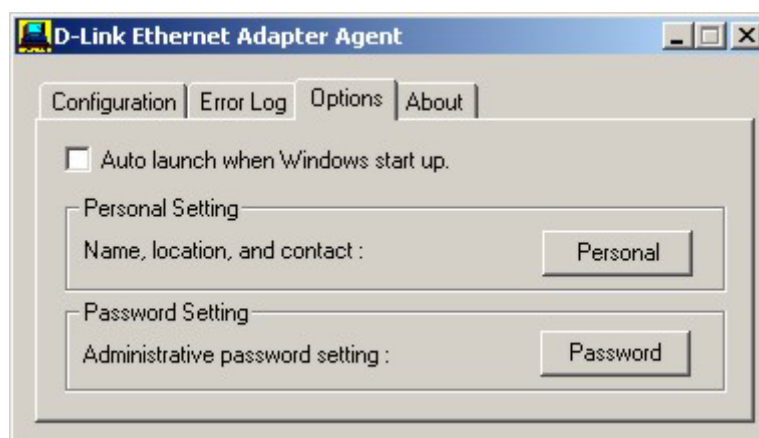 D-Link Ethernet Adapter Agent
Configuration Error Log Options About
Auto launch when Windows start up.
Personal Setting
Name, location, and contact : Personal
Password Setting
Administrative password setting : Password